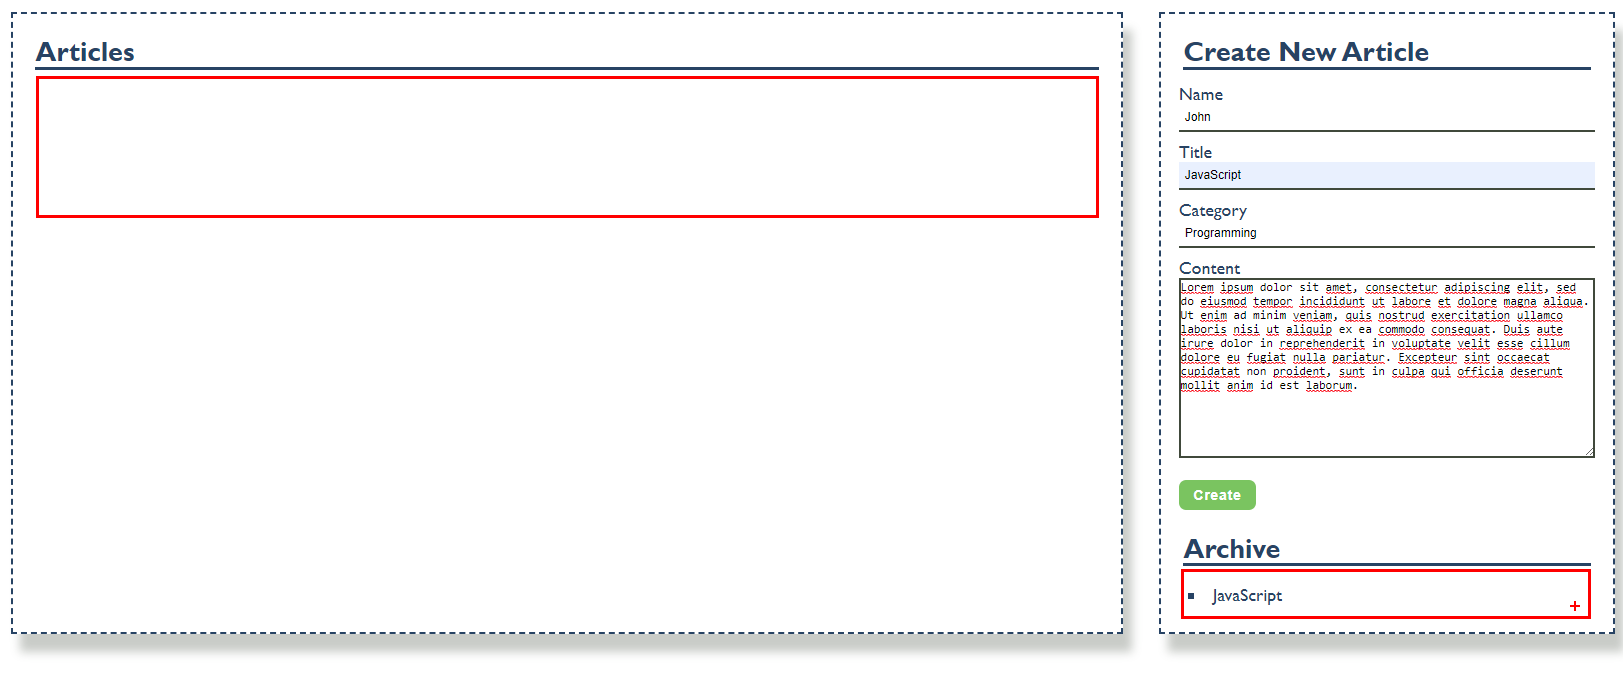 Articles
Create New Article
Name
John
Title
JavaScript
Category
Programming
Content
Lorem ipsum dolor sit amet, consectetur adipiscing elit, sed
do eiusmod tempor incididunt ut labore et dolore magna aliqua.
Ut enim ad minim veniam, quis nostrud exercitation ullamco
laboris nisi ut aliquip ex ea commodo consequat. Duis aute
irure dolor in reprehenderit in voluptate velit esse cillum
dolore eu fugiat nulla pariatur. Excepteur sint occaecat
cupidatat non proident, sunt in culpa qui officia deserunt
mollit anim id est laborum.
Create
Archive
JavaScript